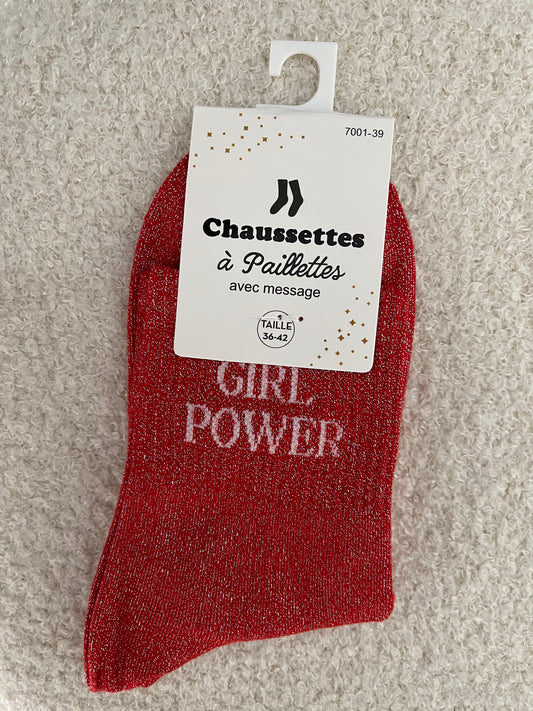 7001-39
Chaussettes
à Paillettes
avec message
TAILLE
36-42
GIRL
POWER